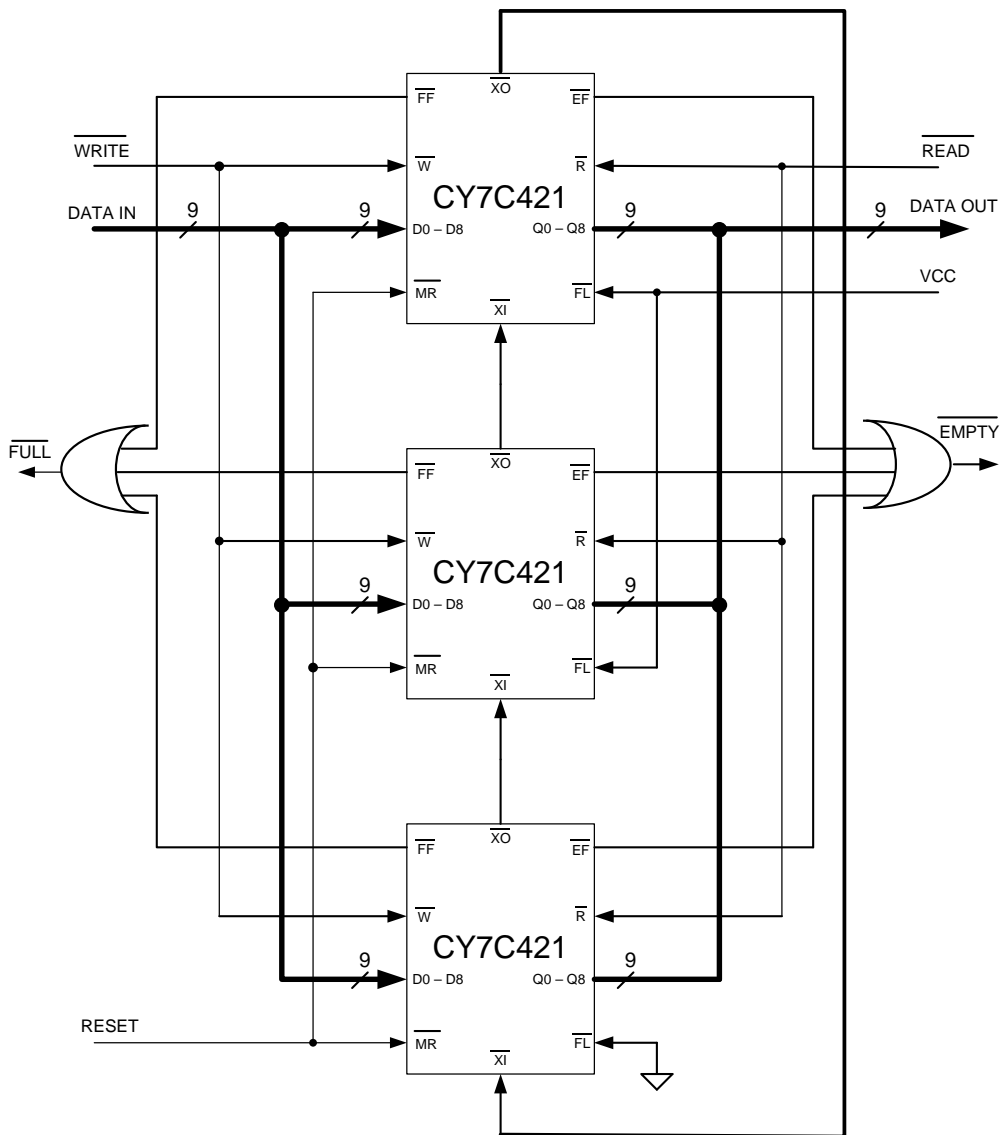 XO
FF
EF
WRITE
W
R
READ
CY7C421
DATA IN
9
9
D0 – D8
Q0 – Q8
9
9
DATA OUT
MR
FL
VCC
XI
FULL
XO
EMPTY
FF
EF
W
R
CY7C421
9
D0 – D8
Q0 – Q8
9
MR
FL
XI
XO
FF
EF
W
R
CY7C421
9
D0 – D8
Q0 – Q8
9
RESET
MR
FL
XI